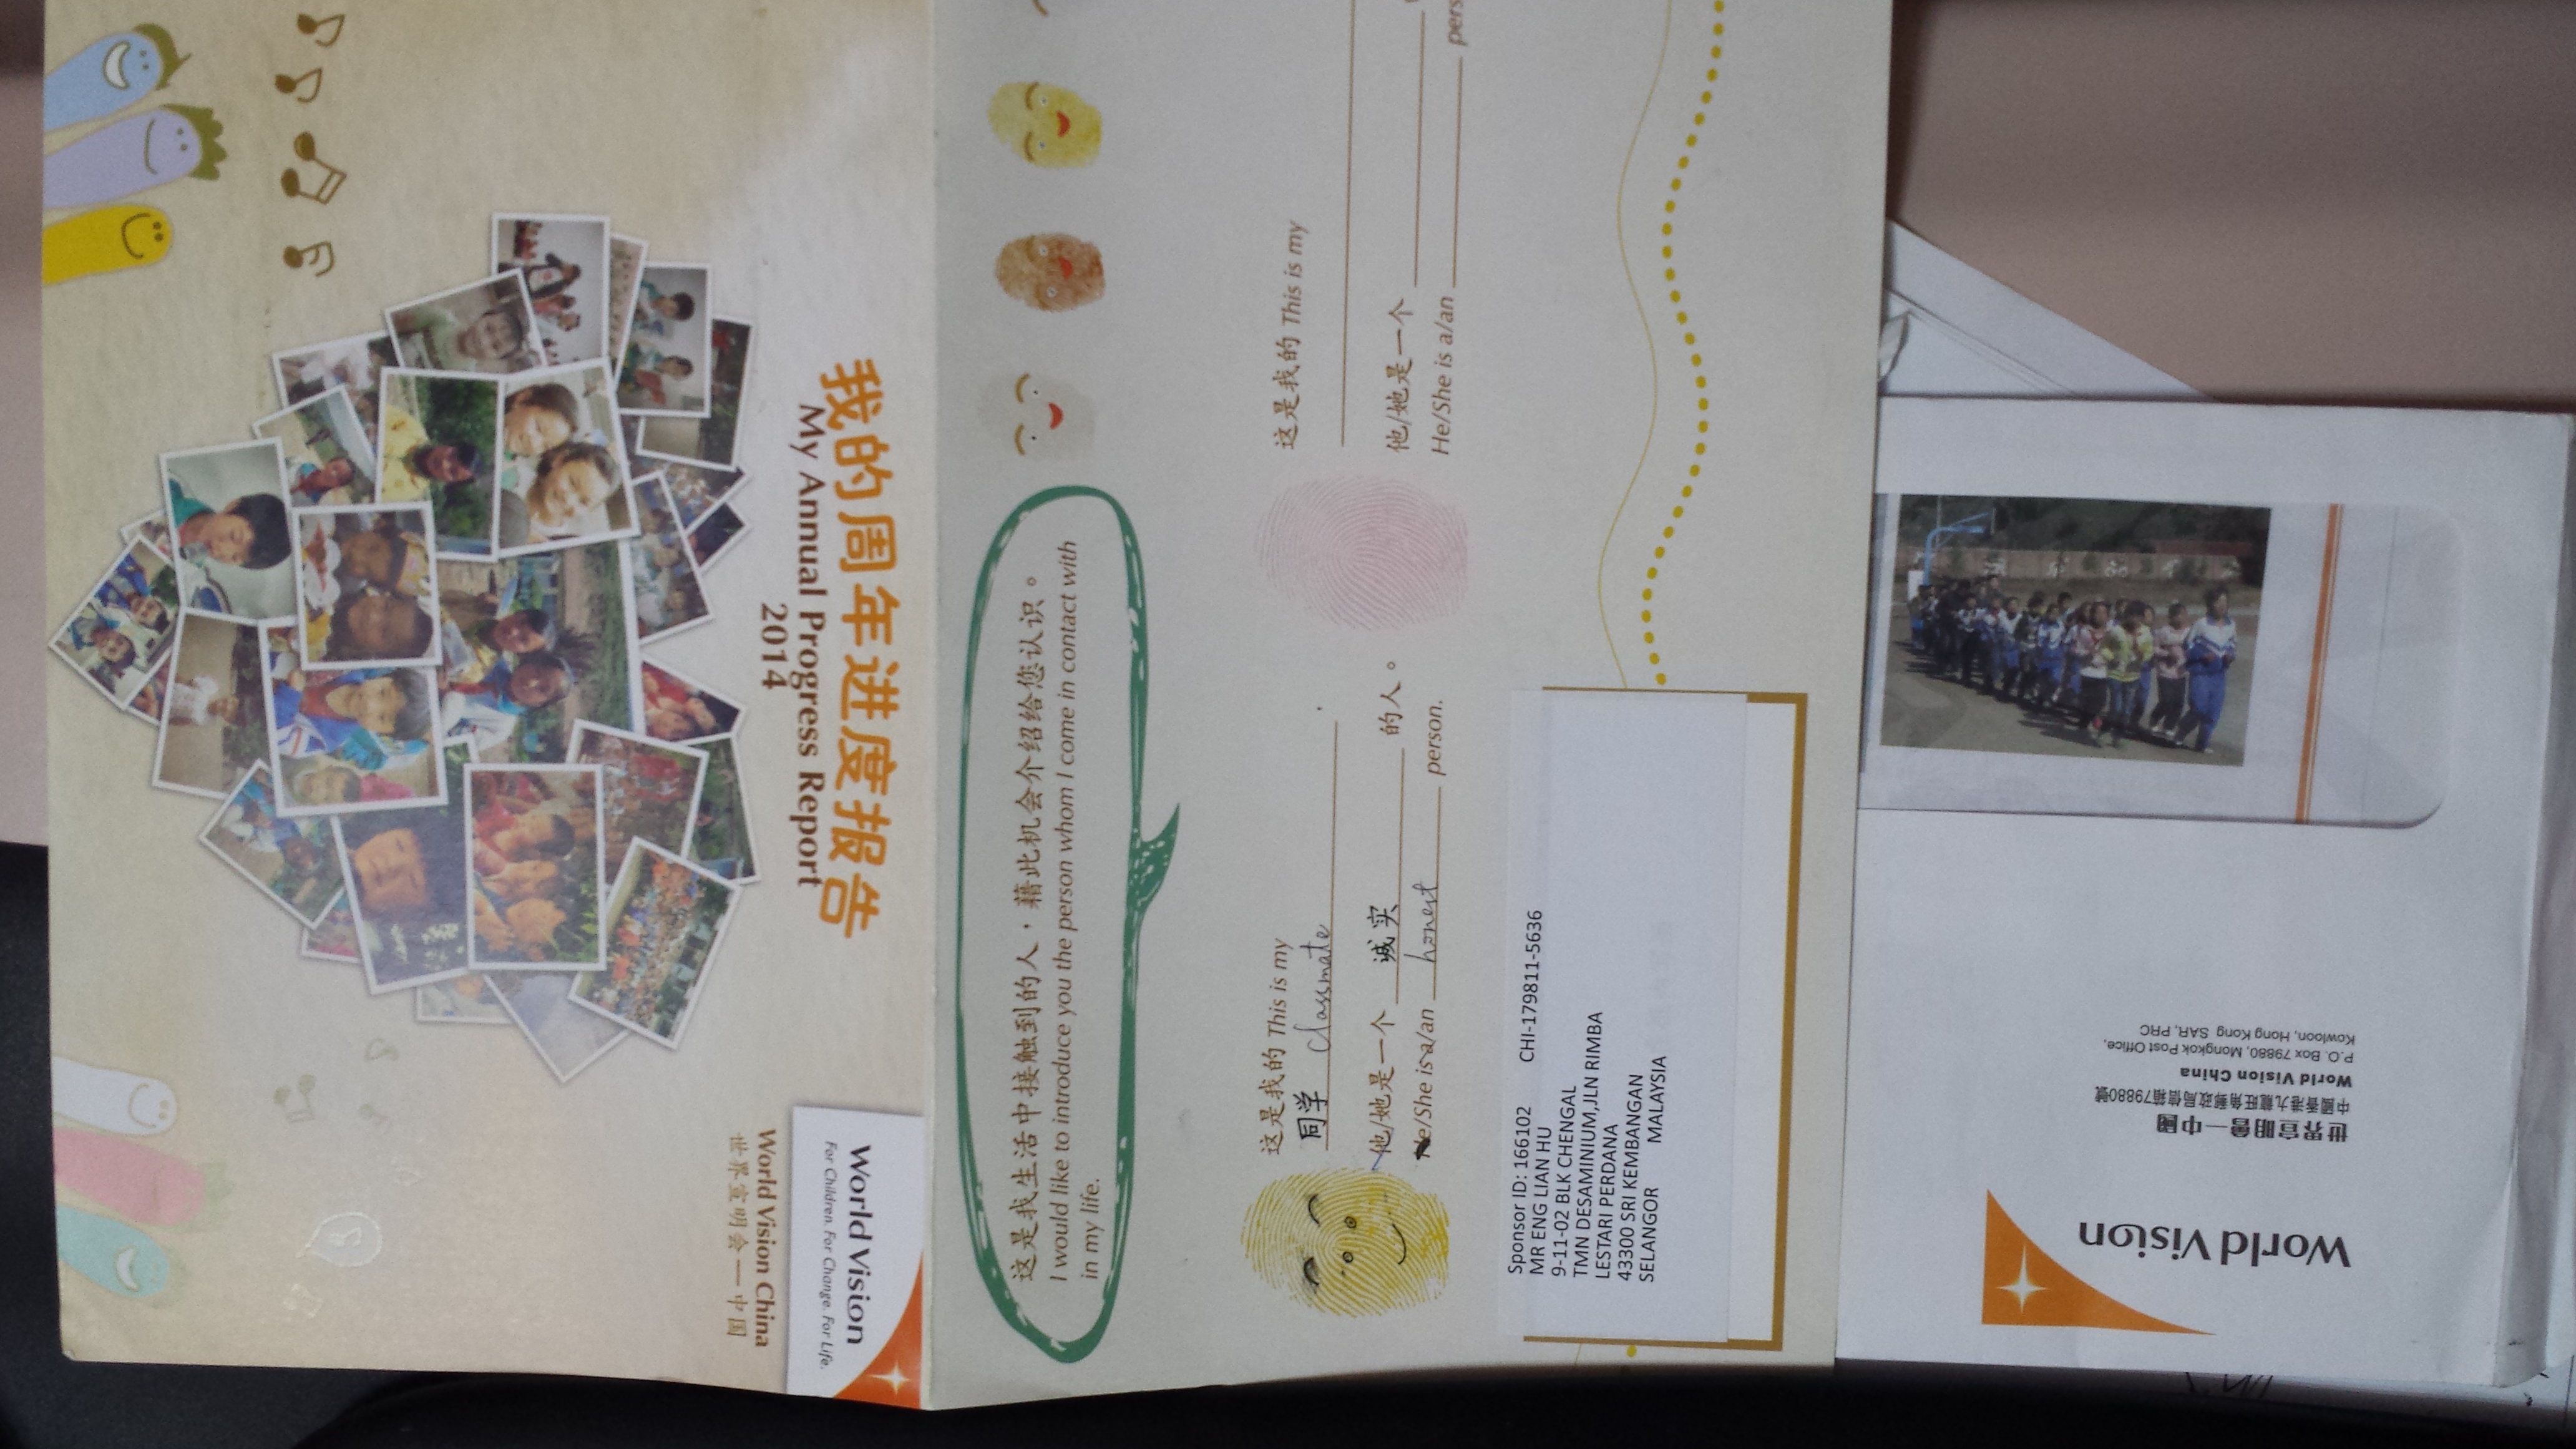 我的周年进度报告
My Annual Progress Report
2014
World Vision China
世界宣明会 — 中国
World Vision
For Children. For Change. For Life.
这是我生活中接触到的人，藉此机会介绍给您认识。
I would like to introduce you the person whom I come in contact with
in my life.
这是我的 This is my
同学 Classmate
他/她是一个 诚实 的人。
He/She is a/an honest person.
这是我的 This is my
他/她是一个
He/She is a/an pers
Sponsor ID: 166102 CHI-179811-5636
MR ENG LIAN HU
9-11-02 BLK CHENGAL
TMN DESAMINIUM,JLN RIMBA
LESTARI PERDANA
43300 SRI KEMBANGAN
SELANGOR MALAYSIA
World Vision
世界宣明會—中國
中國香港九龍旺角郵政局信箱79880號
World Vision China
P.O. Box 79880, Mongkok Post Office,
Kowloon, Hong Kong SAR, PRC